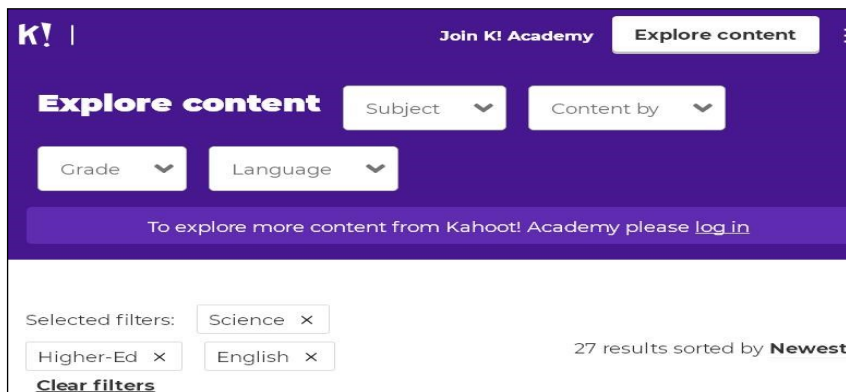 K! |
Join K! Academy
Explore content
Explore content
Subject
Content by
Grade
Language
To explore more content from Kahoot! Academy please log in
Selected filters:
Science ×
Higher-Ed ×
English ×
27 results sorted by Newest
Clear filters